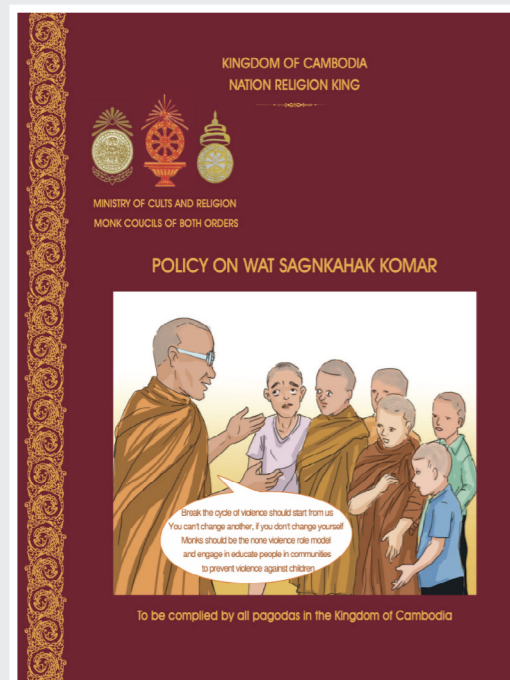 KINGDOM OF CAMBODIA
NATION RELIGION KING
MINISTRY OF CULTS AND RELIGION
MONK COUCILS OF BOTH ORDERS
POLICY ON WAT SAGNKAHAK KOMAR
Break the cycle of violence should start from us
You can't change another, if you don't change yourself
Monks should be the none violence role model
and engage in educate people in communities
to prevent violence against children
To be complied by all pagodas in the Kingdom of Cambodia